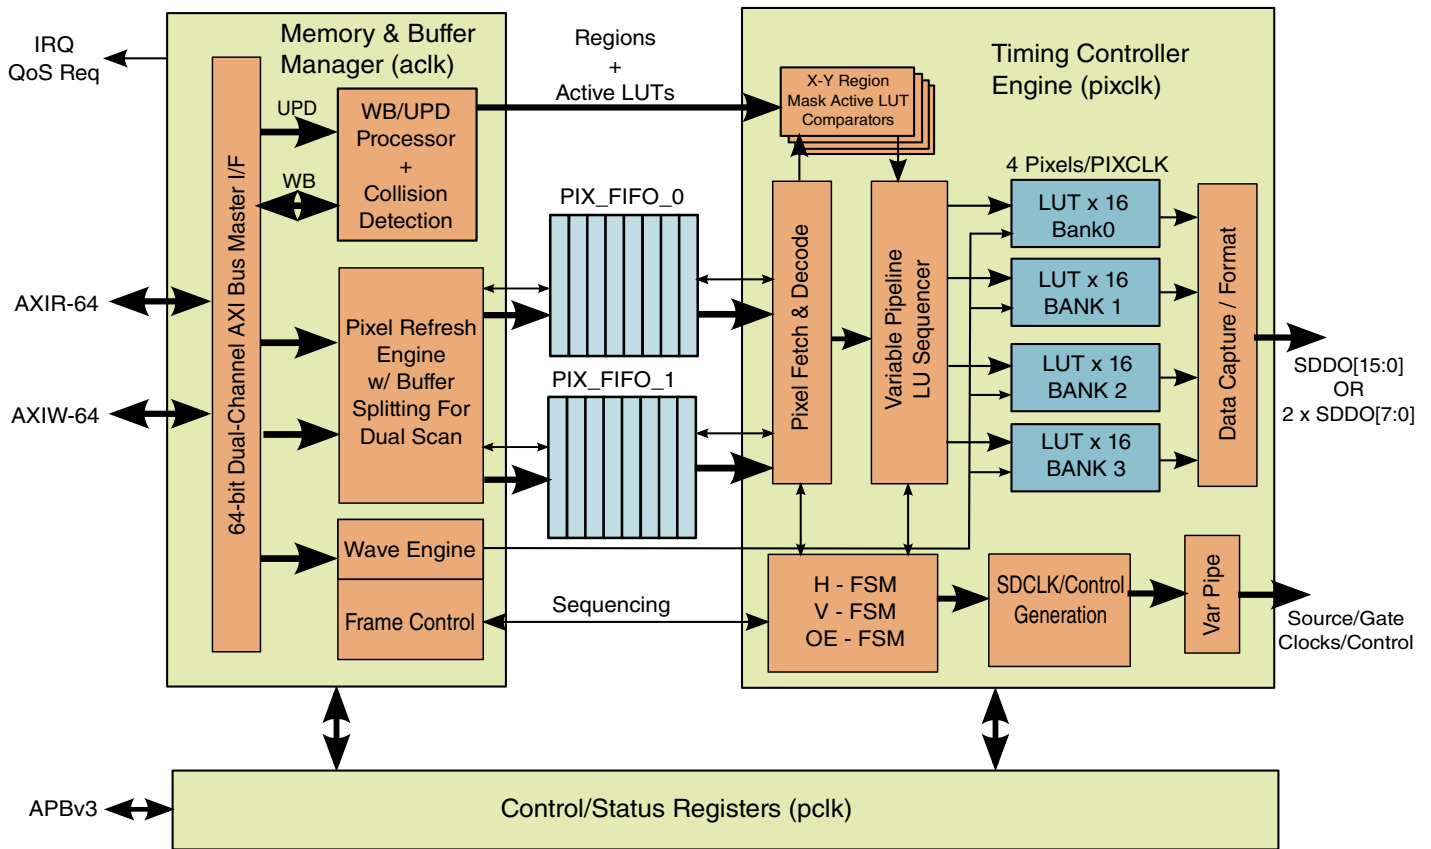 IRQ
QoS Req
AXIR-64
AXIW-64
APBv3
Memory & Buffer
Manager (aclk)
64-bit Dual-Channel AXI Bus Master I/F
UPD
WB
WB/UPD
Processor
+
Collision
Detection
Pixel Refresh
Engine
w/ Buffer
Splitting For
Dual Scan
Wave Engine
Frame Control
Regions
+
Active LUTs
PIX_FIFO_0
PIX_FIFO_1
Sequencing
Timing Controller
Engine (pixclk)
X-Y Region
Mask Active LUT
Comparators
Pixel Fetch & Decode
Variable Pipeline
LU Sequencer
4 Pixels/PIXCLK
LUT x 16
Bank0
LUT x 16
BANK 1
LUT x 16
BANK 2
LUT x 16
BANK 3
Data Capture / Format
H - FSM
V - FSM
OE - FSM
SDCLK/Control
Generation
Var Pipe
SDDO[15:0]
OR
2 x SDDO[7:0]
Source/Gate
Clocks/Control
Control/Status Registers (pclk)